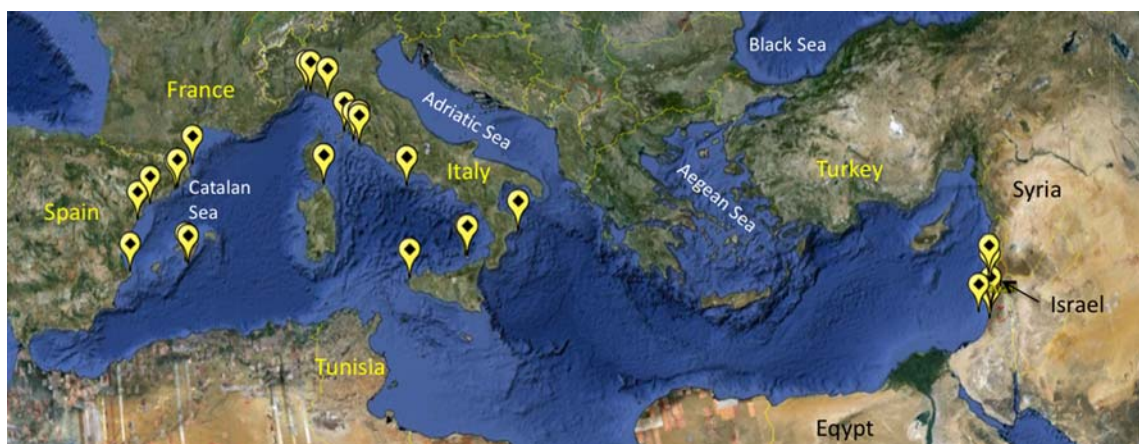 Black Sea
France
Adriatic Sea
Italy
Turkey
Catalan
Sea
Syria
Spain
Aegean Sea
Israel
Tunisla
Eqypt